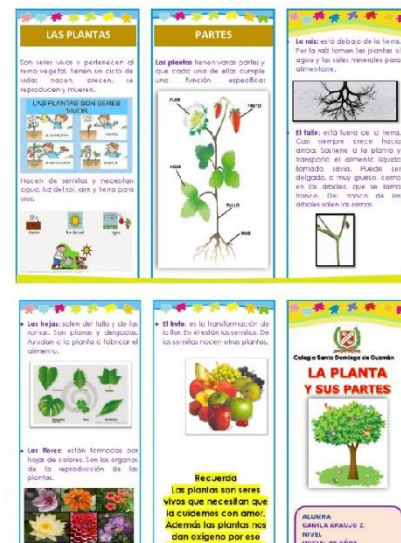 LAS PLANTAS
Son seres vivos y pertenecen al
reino vegetal. Tienen un ciclo de
vida: nacen, crecen, se
reproducen y mueren.
LAS PLANTAS SON SERES
VIVOS
Nacen de semillas y necesitan
agua, luz del sol, aire y tierra para
vivir.
PARTES
Las plantas tienen varias partes y
que cada una de ellas cumple
una función específica:
FLOR
FRUTO
HOJA
TALLO
RAIZ
La raíz: está debajo de la tierra.
Por la raíz toman las plantas el
agua y las sales minerales para
alimentarse.
El tallo: está fuera de la tierra.
Casi siempre crece hacia
arriba. Sostiene a la planta y
transporta el alimento líquido
llamado savia. Puede ser
delgado, o muy grueso como
en los árboles, que se llama
tronco. Del tronco de los
árboles salen las ramas.
Las hojas: salen del tallo y de las
ramas. Son planas y delgadas.
Ayudan a la planta a fabricar el
alimento.
Las flores: están formadas por
hojas de colores. Son los órganos
de la reproducción de las
plantas.
El fruto: es la transformación de
la flor. En él están las semillas. De
las semillas nacen otras plantas.
Recuerda
Las plantas son seres
vivos que necesitan que
la cuidemos con amor.
Además las plantas nos
dan oxígeno por eso
Colegio Santo Domingo de Guzmán
LA PLANTA
Y SUS PARTES
ALUMNA
CAMILA ARAUJO Z.
NIVEL